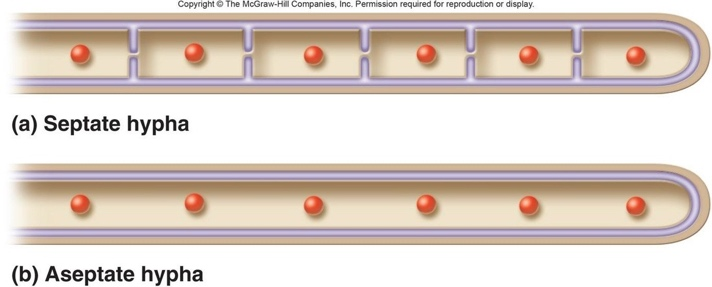 Copyright © The McGraw-Hill Companies, Inc. Permission required for reproduction or display.
(a) Septate hypha
(b) Aseptate hypha